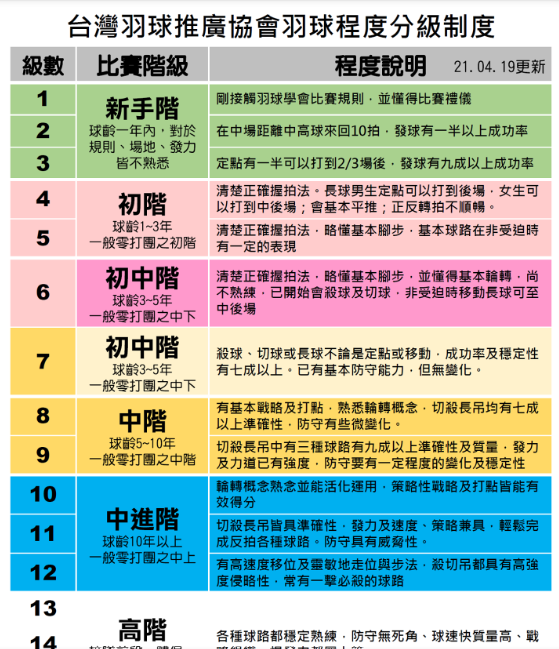 台灣羽球推廣協會羽球程度分級制度
級數 比賽階級 程度說明 21.04.19更新
1
2
3
新手階
球齡一年內，對於
規則、場地、發力
皆不熟悉
剛接觸羽球學會比賽規則，並懂得比賽禮儀
在中場距離中高球來回10拍，發球有一半以上成功率
定點有一半可以打到2/3場後，發球有九成以上成功率
4
5
初階
球齡1~3年
一般零打團之初階
清楚正確握拍法。長球男生定點可以打到後場，女生可
以打到中後場；會基本平推；正反轉拍不順暢。
清楚正確握拍法，略懂基本腳步，基本球路在非受迫時
有一定的表現
6
初中階
球齡3~5年
一般零打團之中下
清楚正確握拍法，略懂基本腳步，並懂得基本輪轉，尚
不熟練，已開始會殺球及切球，非受迫時移動長球可至
中後場
7
初中階
球齡3~5年
一般零打團之中下
殺球、切球或長球不論是定點或移動，成功率及穩定性
有七成以上。已有基本防守能力，但無變化。
8
9
中階
球齡5~10年
一般零打團之中階
有基本戰略及打點，熟悉輪轉概念，切殺長吊均有七成
以上準確性，防守有些微變化。
切殺長吊中有三種球路有九成以上準確性及質量，發力
及力道已有強度，防守要有一定程度的變化及穩定性
10
11
12
中進階
球齡10年以上
一般零打團之中上
輪轉概念熟念並能活化運用，策略性戰略及打點皆能有
效得分
切殺長吊皆具準確性，發力及速度、策略兼具，輕鬆完
成反拍各種球路。防守具有威脅性。
有高速度移位及靈敏地走位與步法，殺切吊都具有高強
度侵略性，常有一擊必殺的球路
13
14
高階
各種球路都穩定熟練，防守無死角、球速快質量高、戰